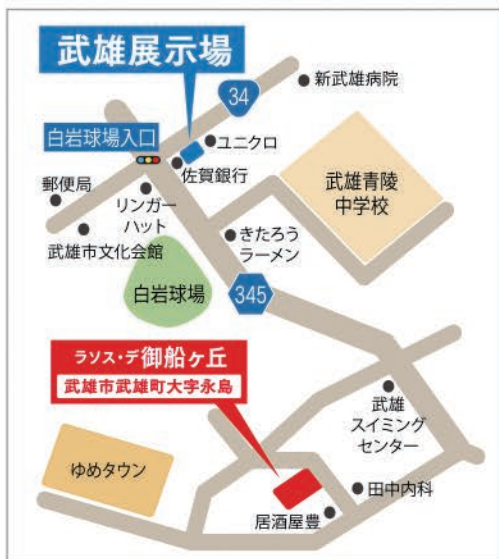 武雄展示場
34
新武雄病院
白岩球場入口
ユニクロ
佐賀銀行
郵便局
リンガー
ハット
武雄市文化会館
武雄青陵
中学校
きたろう
ラーメン
白岩球場
345
ラソス・デ御船ヶ丘
武雄市武雄町大字永島
武雄
スイミング
センター
ゆめタウン
田中内科
居酒屋豊